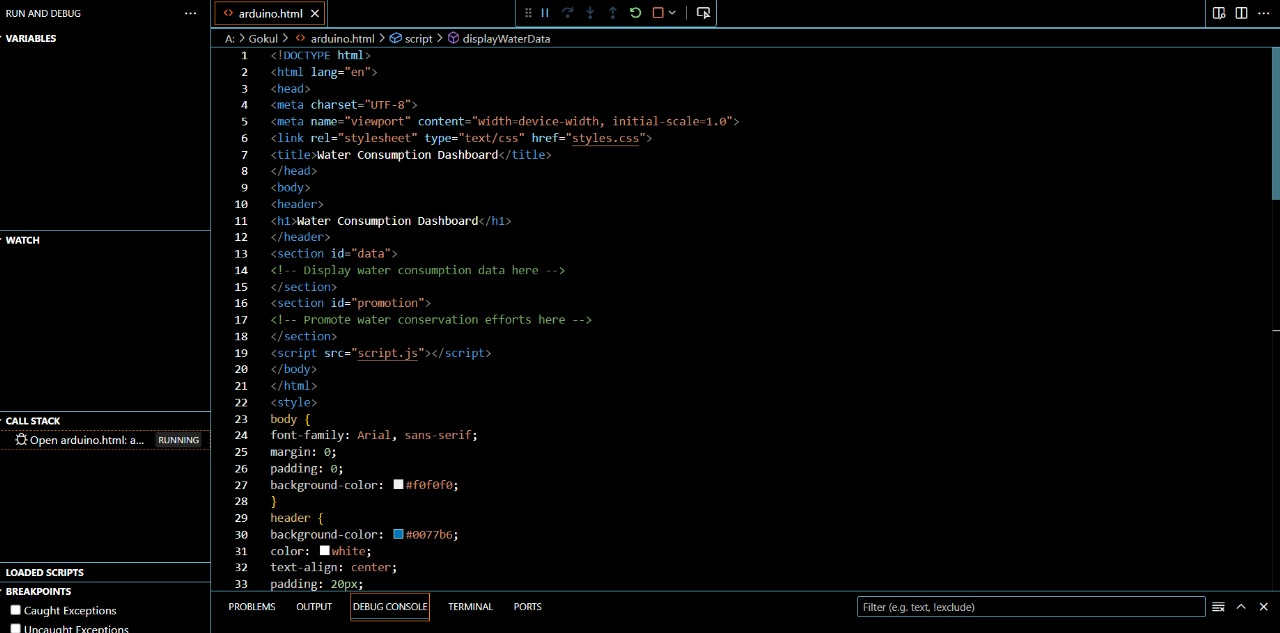 RUN AND DEBUG
VARIABLES
WATCH
CALL STACK
Open arduino.html: a... RUNNING
LOADED SCRIPTS
BREAKPOINTS
Caught Exceptions
Uncaught Exceptions
arduino.html
A: > Gokul > arduino.html > script > displayWaterData
1 <!DOCTYPE html>
2 <html lang="en">
3 <head>
4 <meta charset="UTF-8">
5 <meta name="viewport" content="width=device-width, initial-scale=1.0">
6 <link rel="stylesheet" type="text/css" href="styles.css">
7 <title>Water Consumption Dashboard</title>
8 </head>
9 <body>
10 <header>
11 <h1>Water Consumption Dashboard</h1>
12 </header>
13 <section id="data">
14 <!-- Display water consumption data here -->
15 </section>
16 <section id="promotion">
17 <!-- Promote water conservation efforts here -->
18 </section>
19 <script src="script.js"></script>
20 </body>
21 </html>
22 <style>
23 body {
24 font-family: Arial, sans-serif;
25 margin: 0;
26 padding: 0;
27 background-color: #f0f0f0;
28 }
29 header {
30 background-color: #0077b6;
31 color: white;
32 text-align: center;
33 padding: 20px;
PROBLEMS OUTPUT DEBUG CONSOLE TERMINAL PORTS
Filter (e.g. text, !exclude)